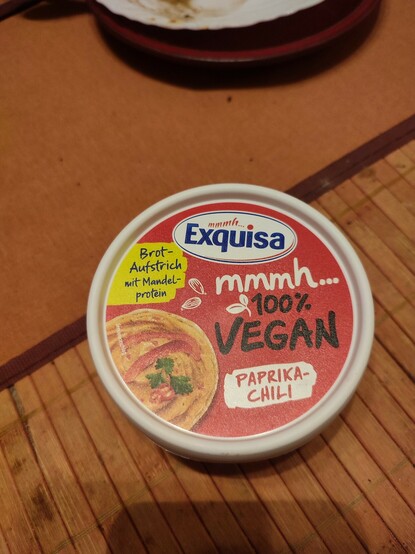 mmmh...
Exquisa
Brot-
Aufstrich
mit Mandel-
protein
mmmh...
100%
VEGAN
PAPRIKA-
CHILI